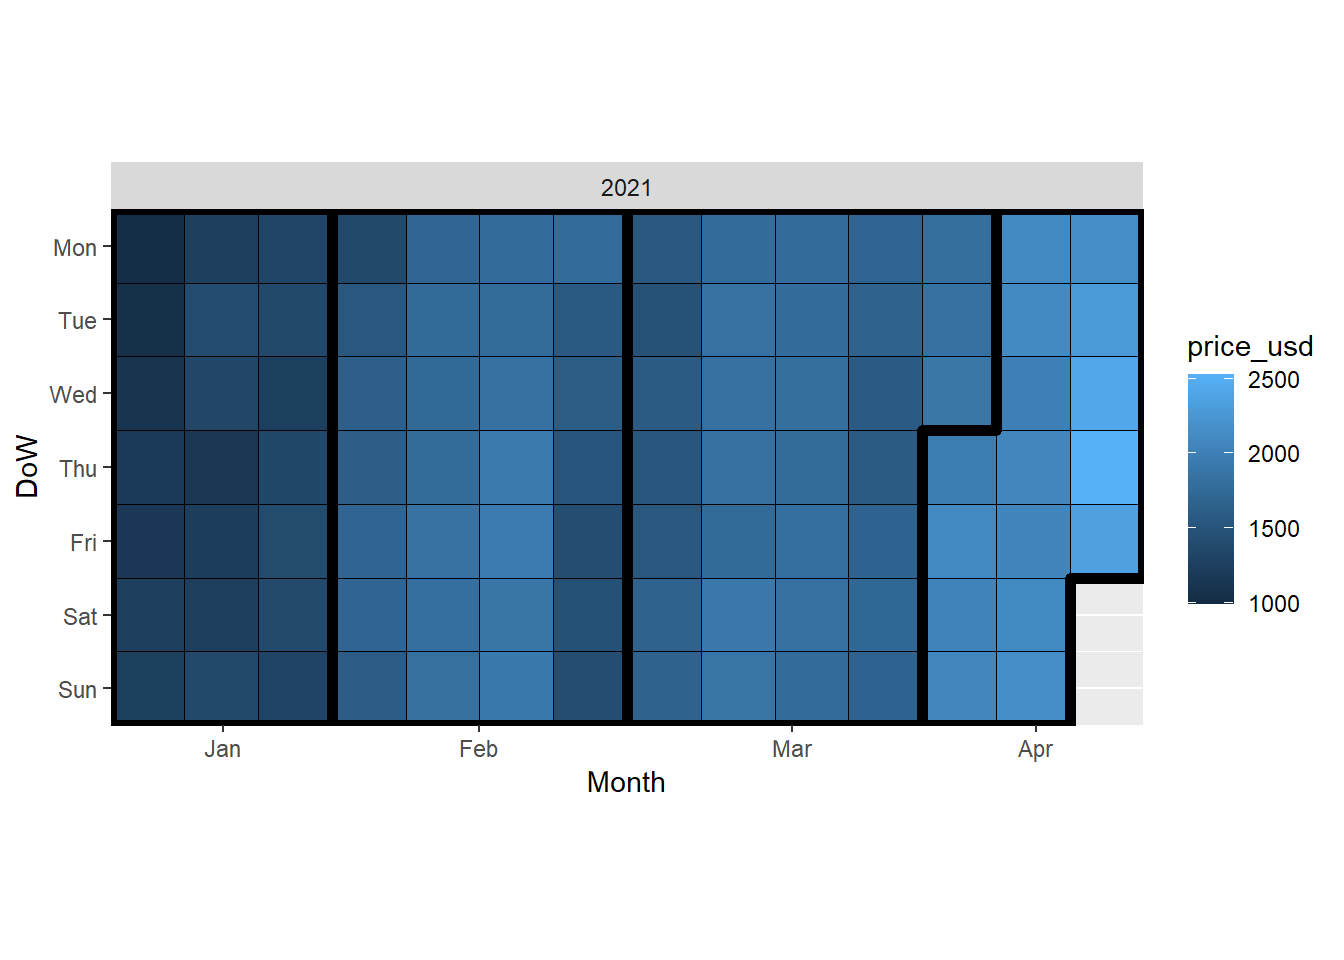 2021
Mon
Tue
Wed
Thu
Fri
Sat
Sun
DoW
Jan Feb Mar Apr
Month
price_usd
2500
2000
1500
1000